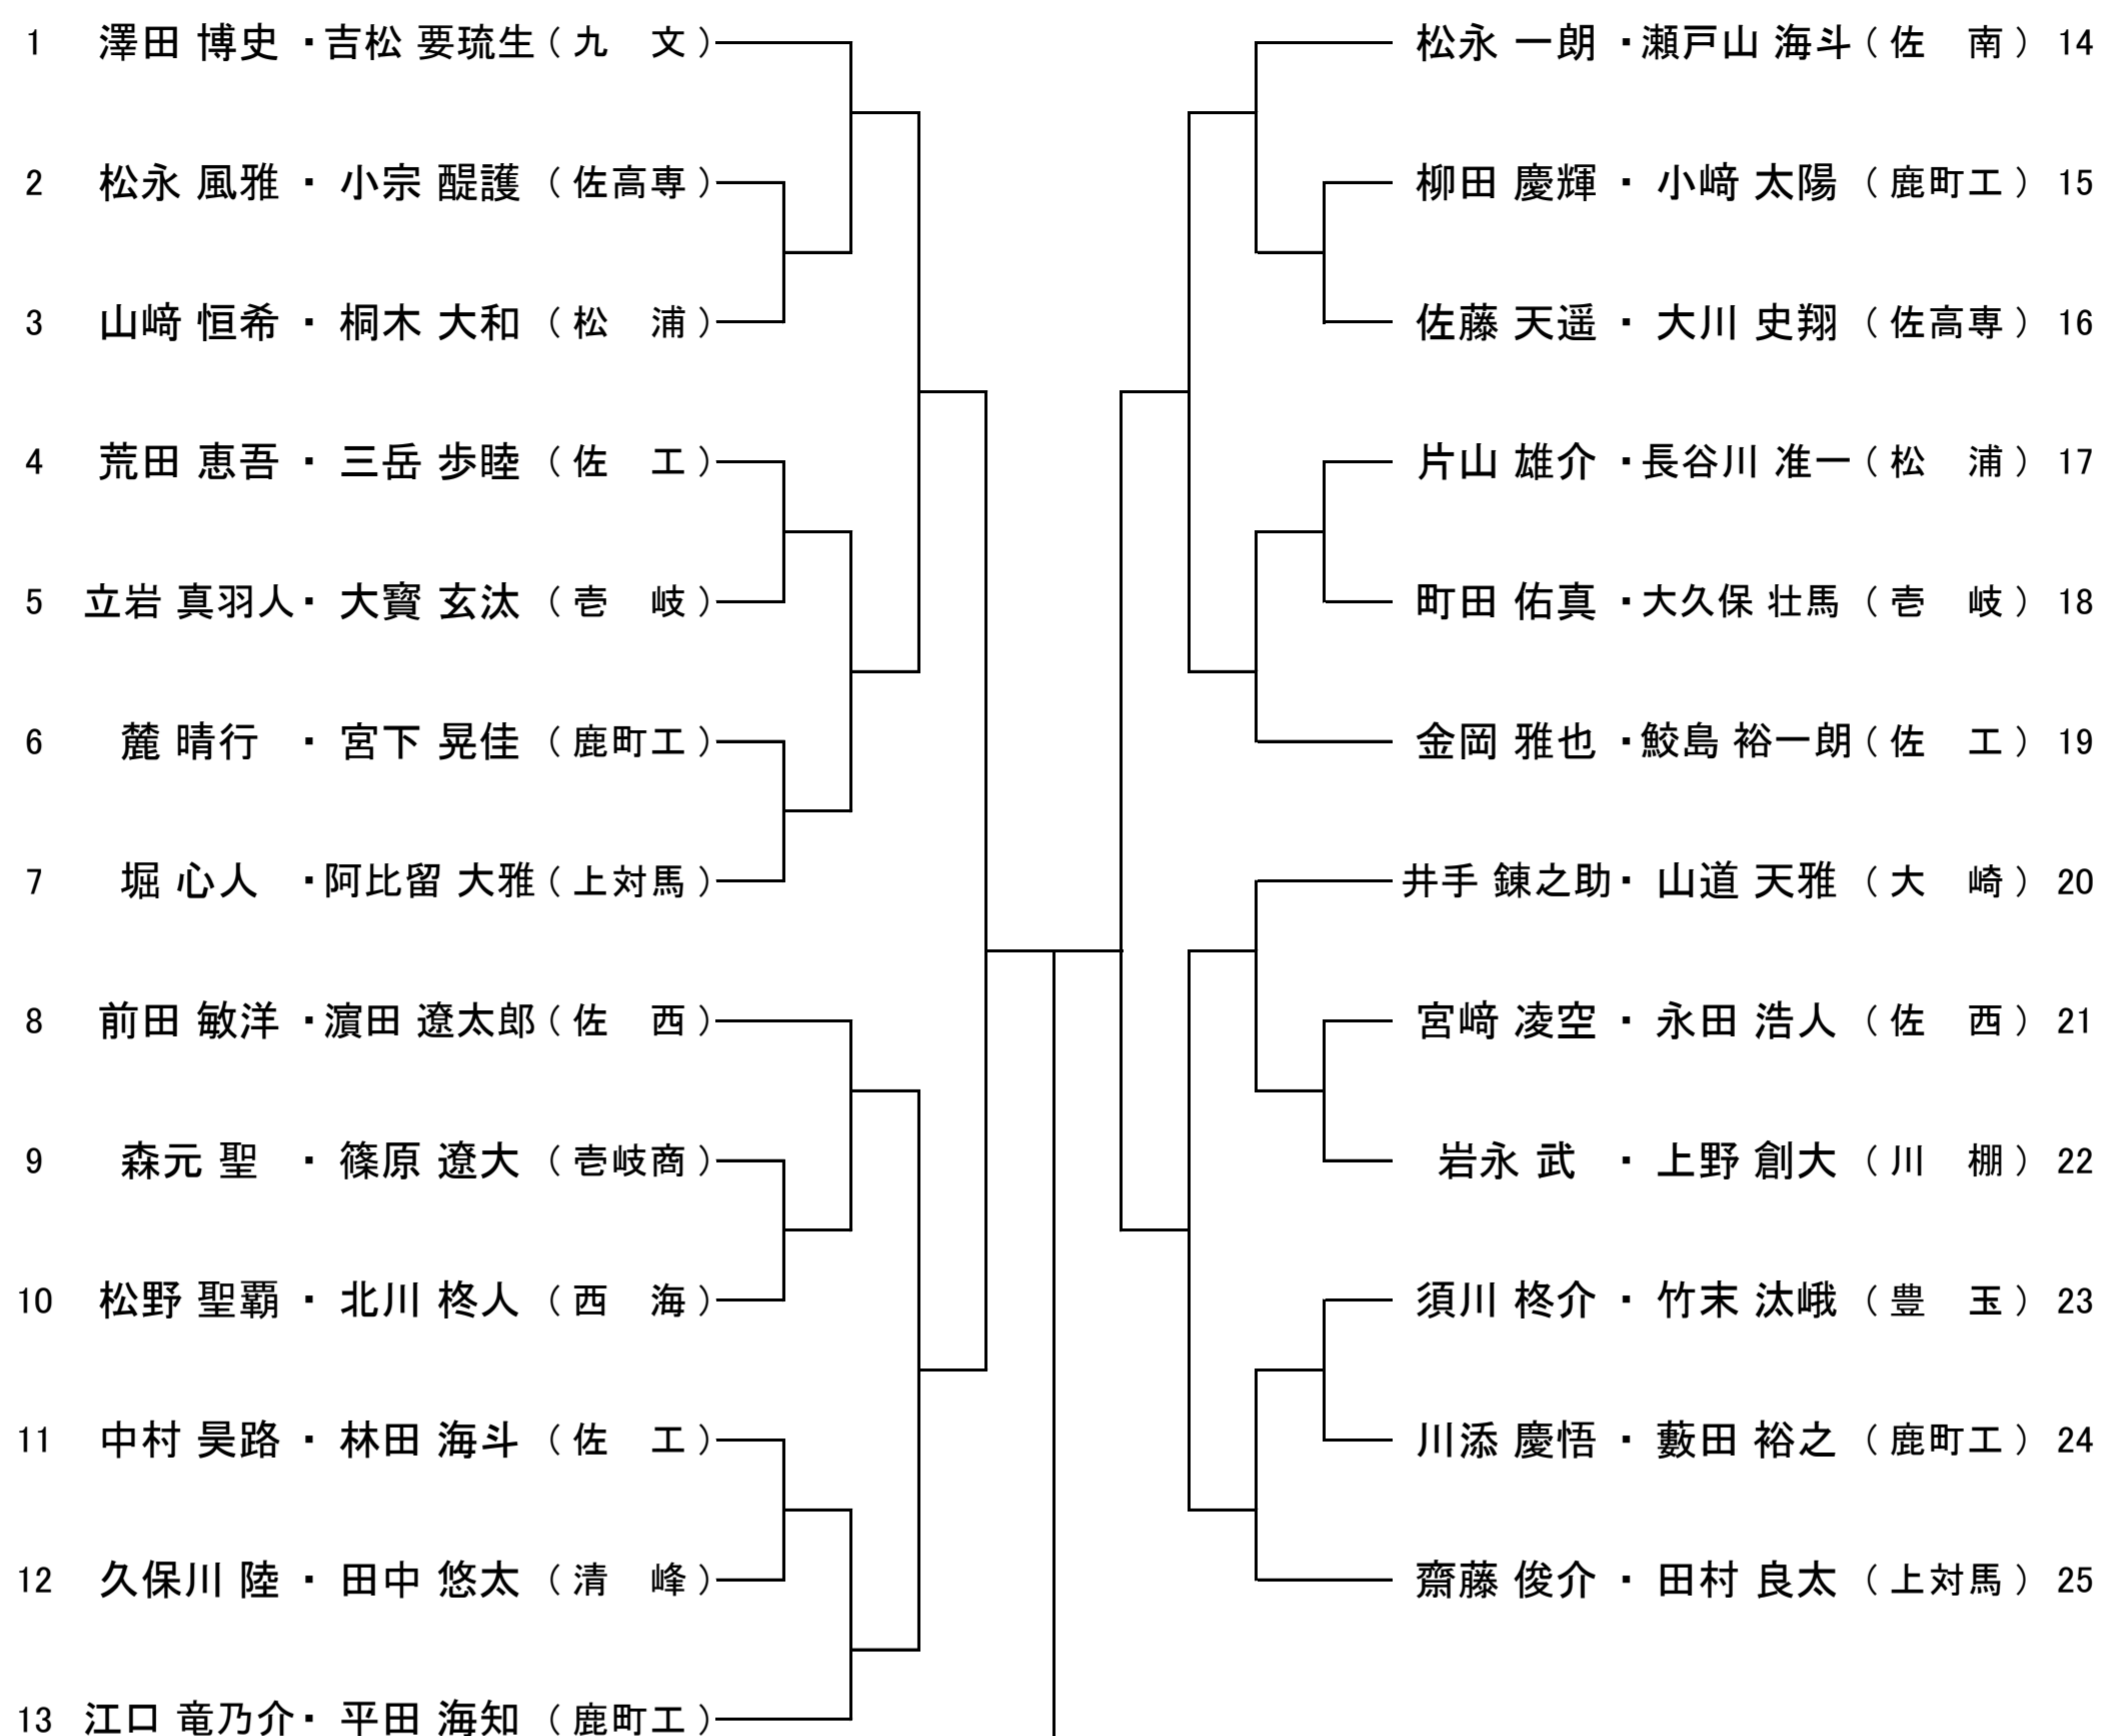 1 澤田 博史 ・吉松 要琉生（九　文）
2 松永 風雅 ・ 小宗 醍護 （佐高専）
3 山﨑 恒希 ・ 桐木 大和 （松　浦）
4 荒田 恵吾 ・ 三岳 歩睦 （佐　工）
5 立岩 真羽人・ 大寳 玄汰 （壱　岐）
6 麓 晴行 ・ 宮下 晃佳 （鹿町工）
7 堀 心人 ・阿比留 大雅（上対馬）
8 前田 敏洋 ・濵田 遼太郎（佐　西）
9 森元 聖 ・ 篠原 遼大 （壱岐商）
10 松野 聖覇 ・ 北川 柊人 （西　海）
11 中村 昊路 ・ 林田 海斗 （佐　工）
12 久保川 陸 ・ 田中 悠太 （清　峰）
13 江口 竜乃介・ 平田 海知 （鹿町工）
松永 一朗 ・瀬戸山 海斗（佐　南） 14
柳田 慶輝 ・ 小﨑 太陽 （鹿町工） 15
佐藤 天遥 ・ 大川 史翔 （佐高専） 16
片山 雄介 ・長谷川 准一（松　浦） 17
町田 佑真 ・大久保 壮馬 （壱　岐） 18
金岡 雅也 ・鮫島 裕一朗（佐　工） 19
井手 錬之助・ 山道 天雅 （大　崎） 20
宮﨑 凌空 ・ 永田 浩人 （佐　西） 21
岩永 武 ・ 上野 創大 （川　棚） 22
須川 柊介 ・ 竹末 汰峨 （豊　玉） 23
川添 慶悟 ・ 藪田 裕之 （鹿町工） 24
齋藤 俊介 ・ 田村 良太 （上対馬） 25